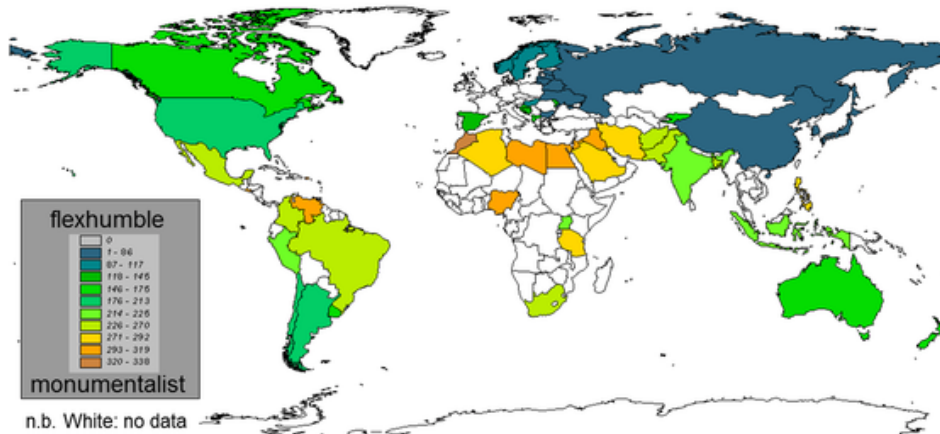 flexhumble
0
1 - 86
87 - 117
118 - 145
146 - 175
176 - 213
214 - 225
226 - 270
271 - 292
293 - 319
320 - 338
monumentalist
n.b. White: no data